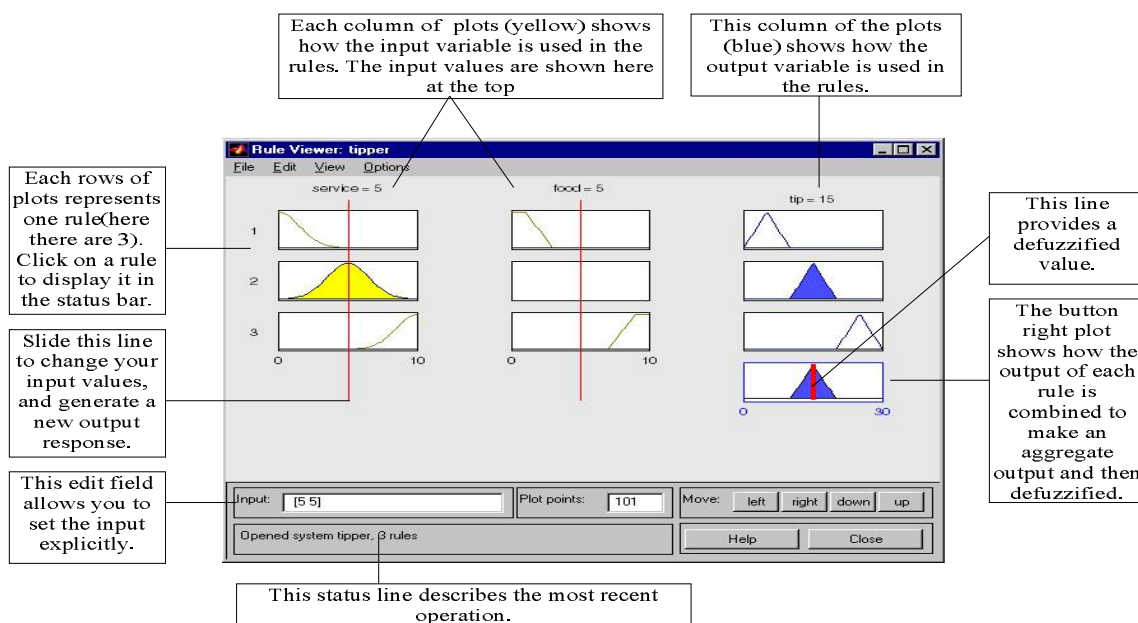 Each column of plots (yellow) shows
how the input variable is used in the
rules. The input values are shown here
at the top
This column of the plots
(blue) shows how the
output variable is used in
the rules.
Each rows of
plots represents
one rule(here
there are 3).
Click on a rule
to display it in
the status bar.
Slide this line
to change your
input values,
and generate a
new output
response.
This edit field
allows you to
set the input
explicitly.
Rule Viewer: tipper
File Edit View Options
service = 5 food = 5 tip = 15
1
2
3
0 10 0 10
0 30
Input: [5 5] Plot points: 101 Move: left right down up
Opened system tipper, 3 rules Help Close
This line
provides a
defuzzified
value.
The button
right plot
shows how the
output of each
rule is
combined to
make an
aggregate
output and then
defuzzified.
This status line describes the most recent
operation.